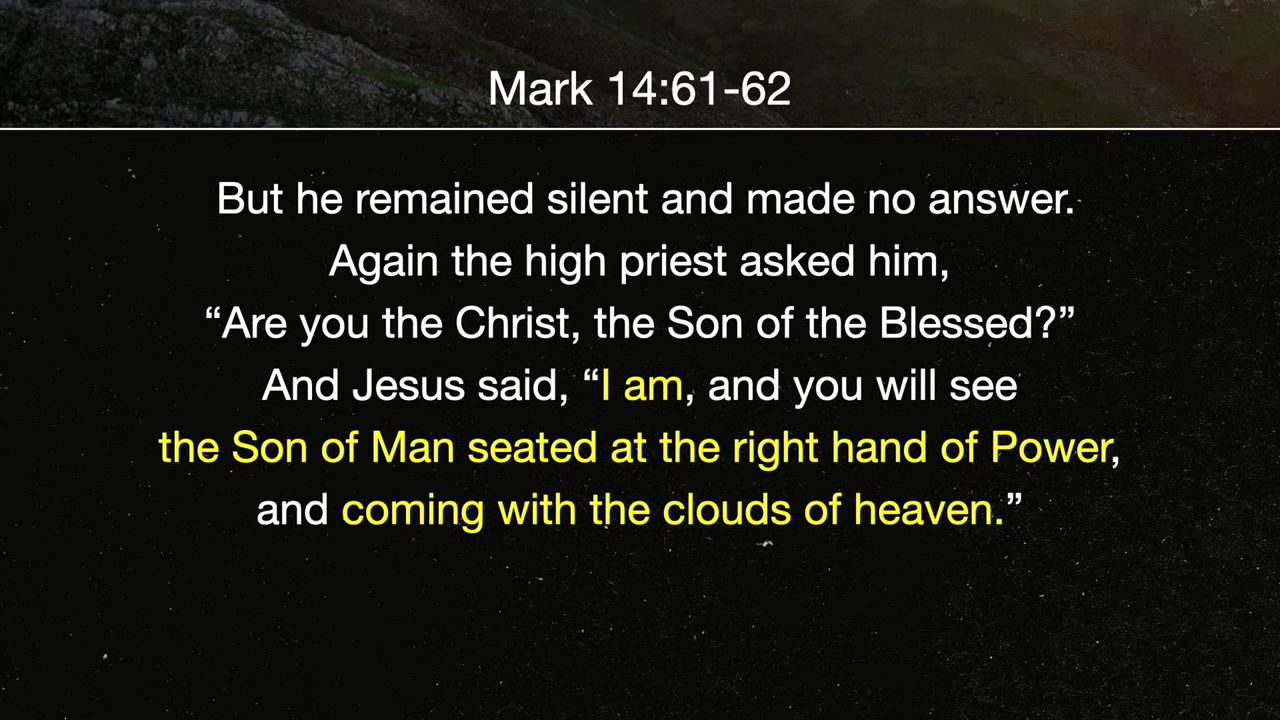 Mark 14:61-62
But he remained silent and made no answer.
Again the high priest asked him,
“Are you the Christ, the Son of the Blessed?”
And Jesus said, “I am, and you will see
the Son of Man seated at the right hand of Power,
and coming with the clouds of heaven.”